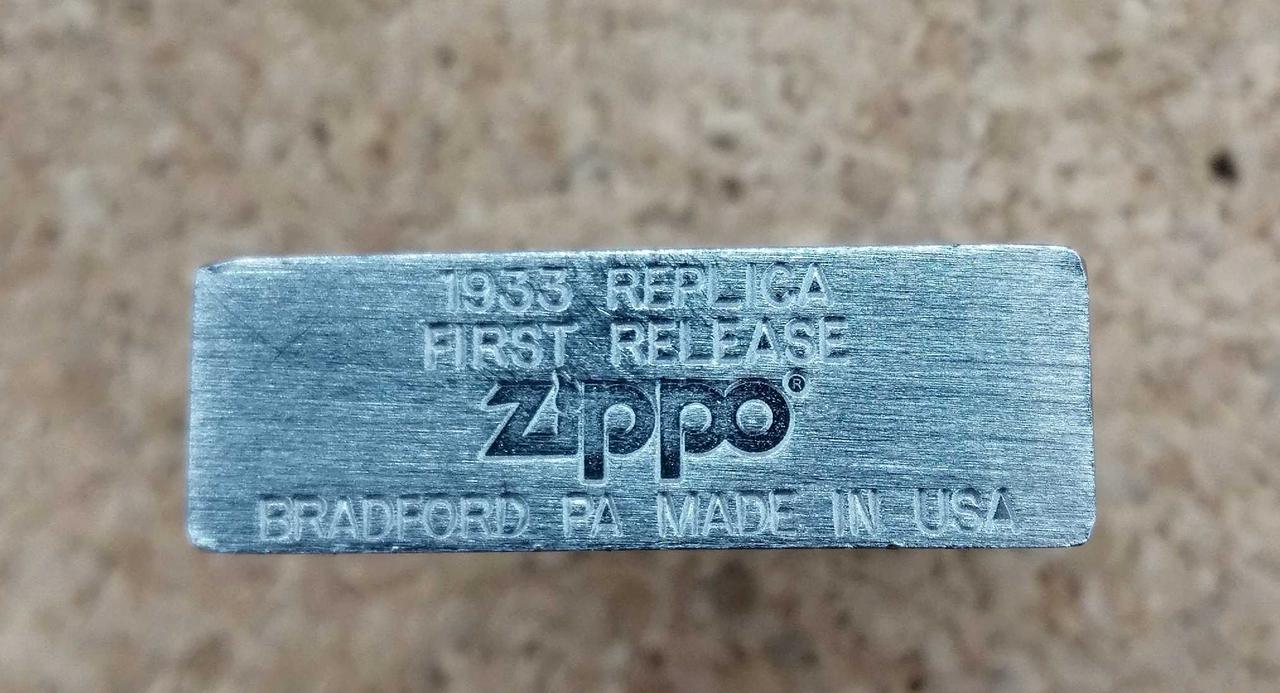 1933 REPLICA
FIRST RELEASE
Zippo®
BRADFORD PA MADE IN USA